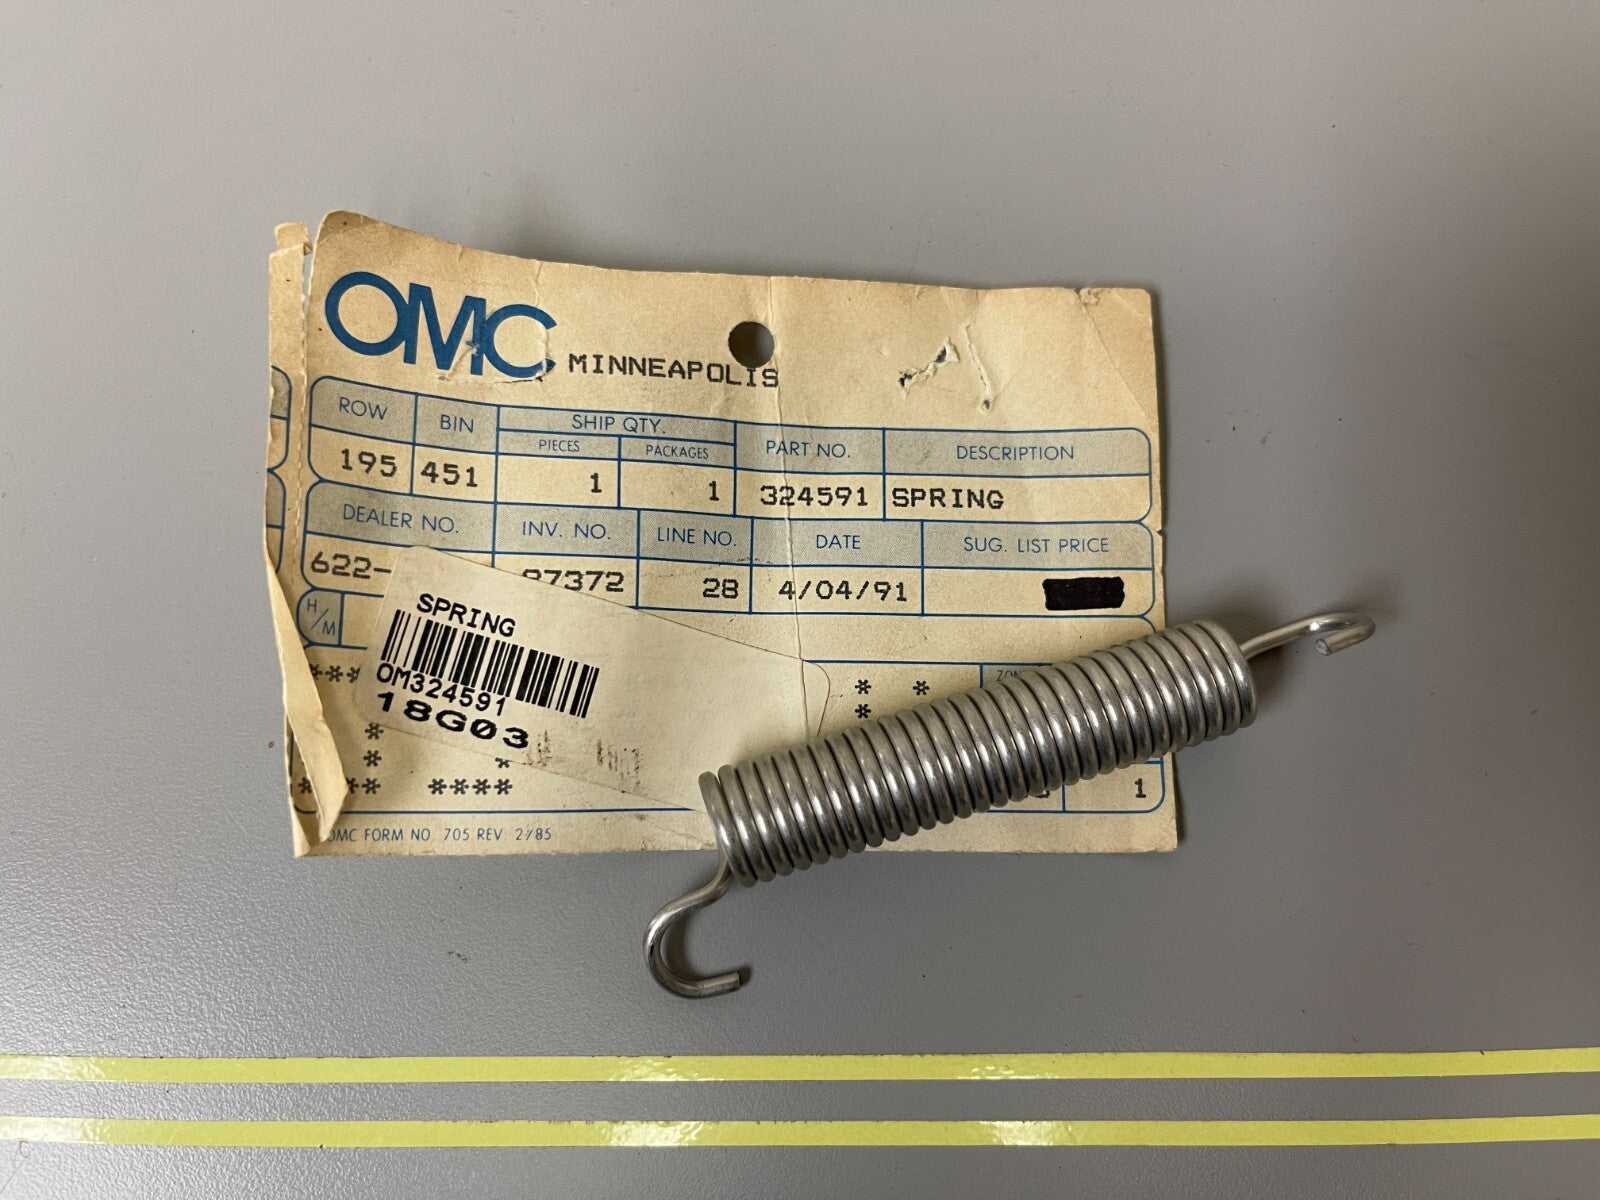 OMC MINNEAPOLIS
ROW BIN SHIP QTY. PART NO. DESCRIPTION
PIECES PACKAGES
195 451 1 1 324591 SPRING
DEALER NO. INV. NO. LINE NO. DATE SUG. LIST PRICE
622- 87372 28 4/04/91
H/M
SPRING
OM324591
18G03
*** * *
*
*
* *
*** **** 1
OMC FORM NO. 705 REV. 2/85